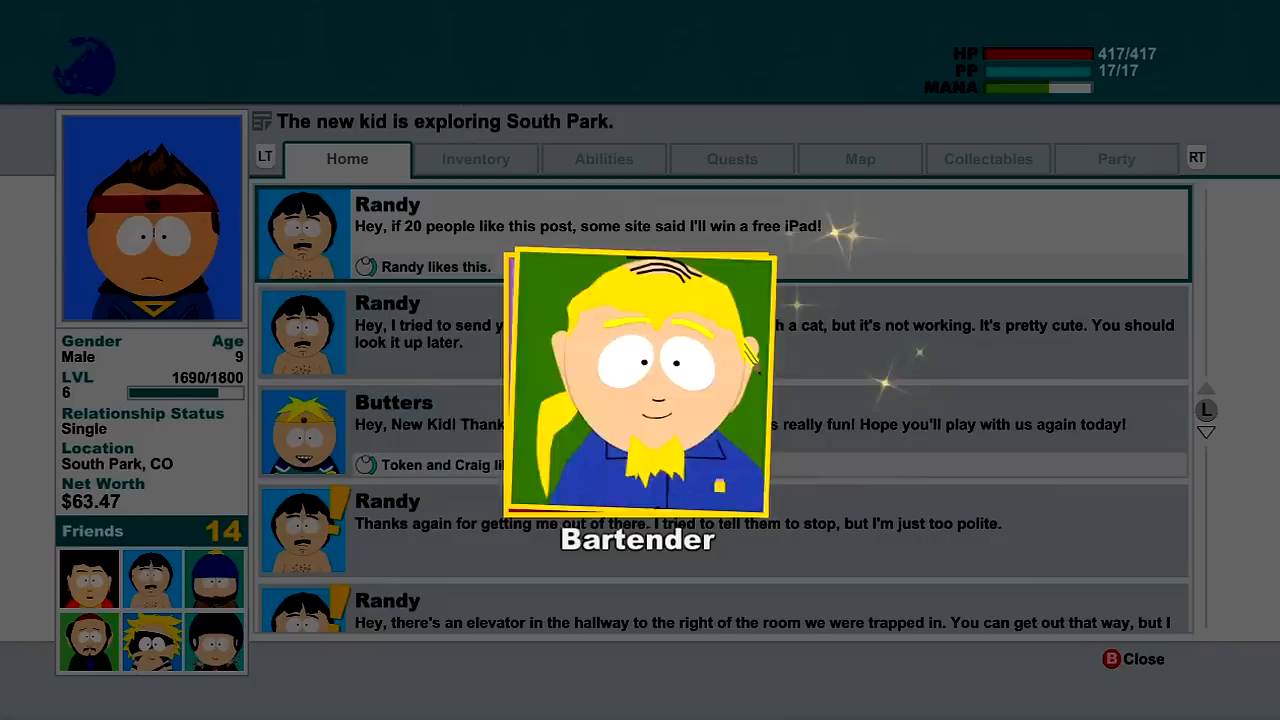 HP 417/417
PP 17/17
MANA
The new kid is exploring South Park.
LT Home Inventory Abilities Quests Map Collectables Party RT
Randy
Hey, if 20 people like this post, some site said I'll win a free iPad!
Randy likes this.
Randy
Hey, I tried to send y h a cat, but it's not working. It's pretty cute. You should
look it up later.
Gender Age
Male 9
LVL 1690/1800
6
Relationship Status
Single
Location
South Park, CO
Net Worth
$63.47
Friends 14
Butters
Hey, New Kid! Thank s really fun! Hope you'll play with us again today!
Token and Craig li
L
Randy
Thanks again for getting me out of there. I tried to tell them to stop, but I'm just too polite.
Bartender
Randy
Hey, there's an elevator in the hallway to the right of the room we were trapped in. You can get out that way, but I
B Close